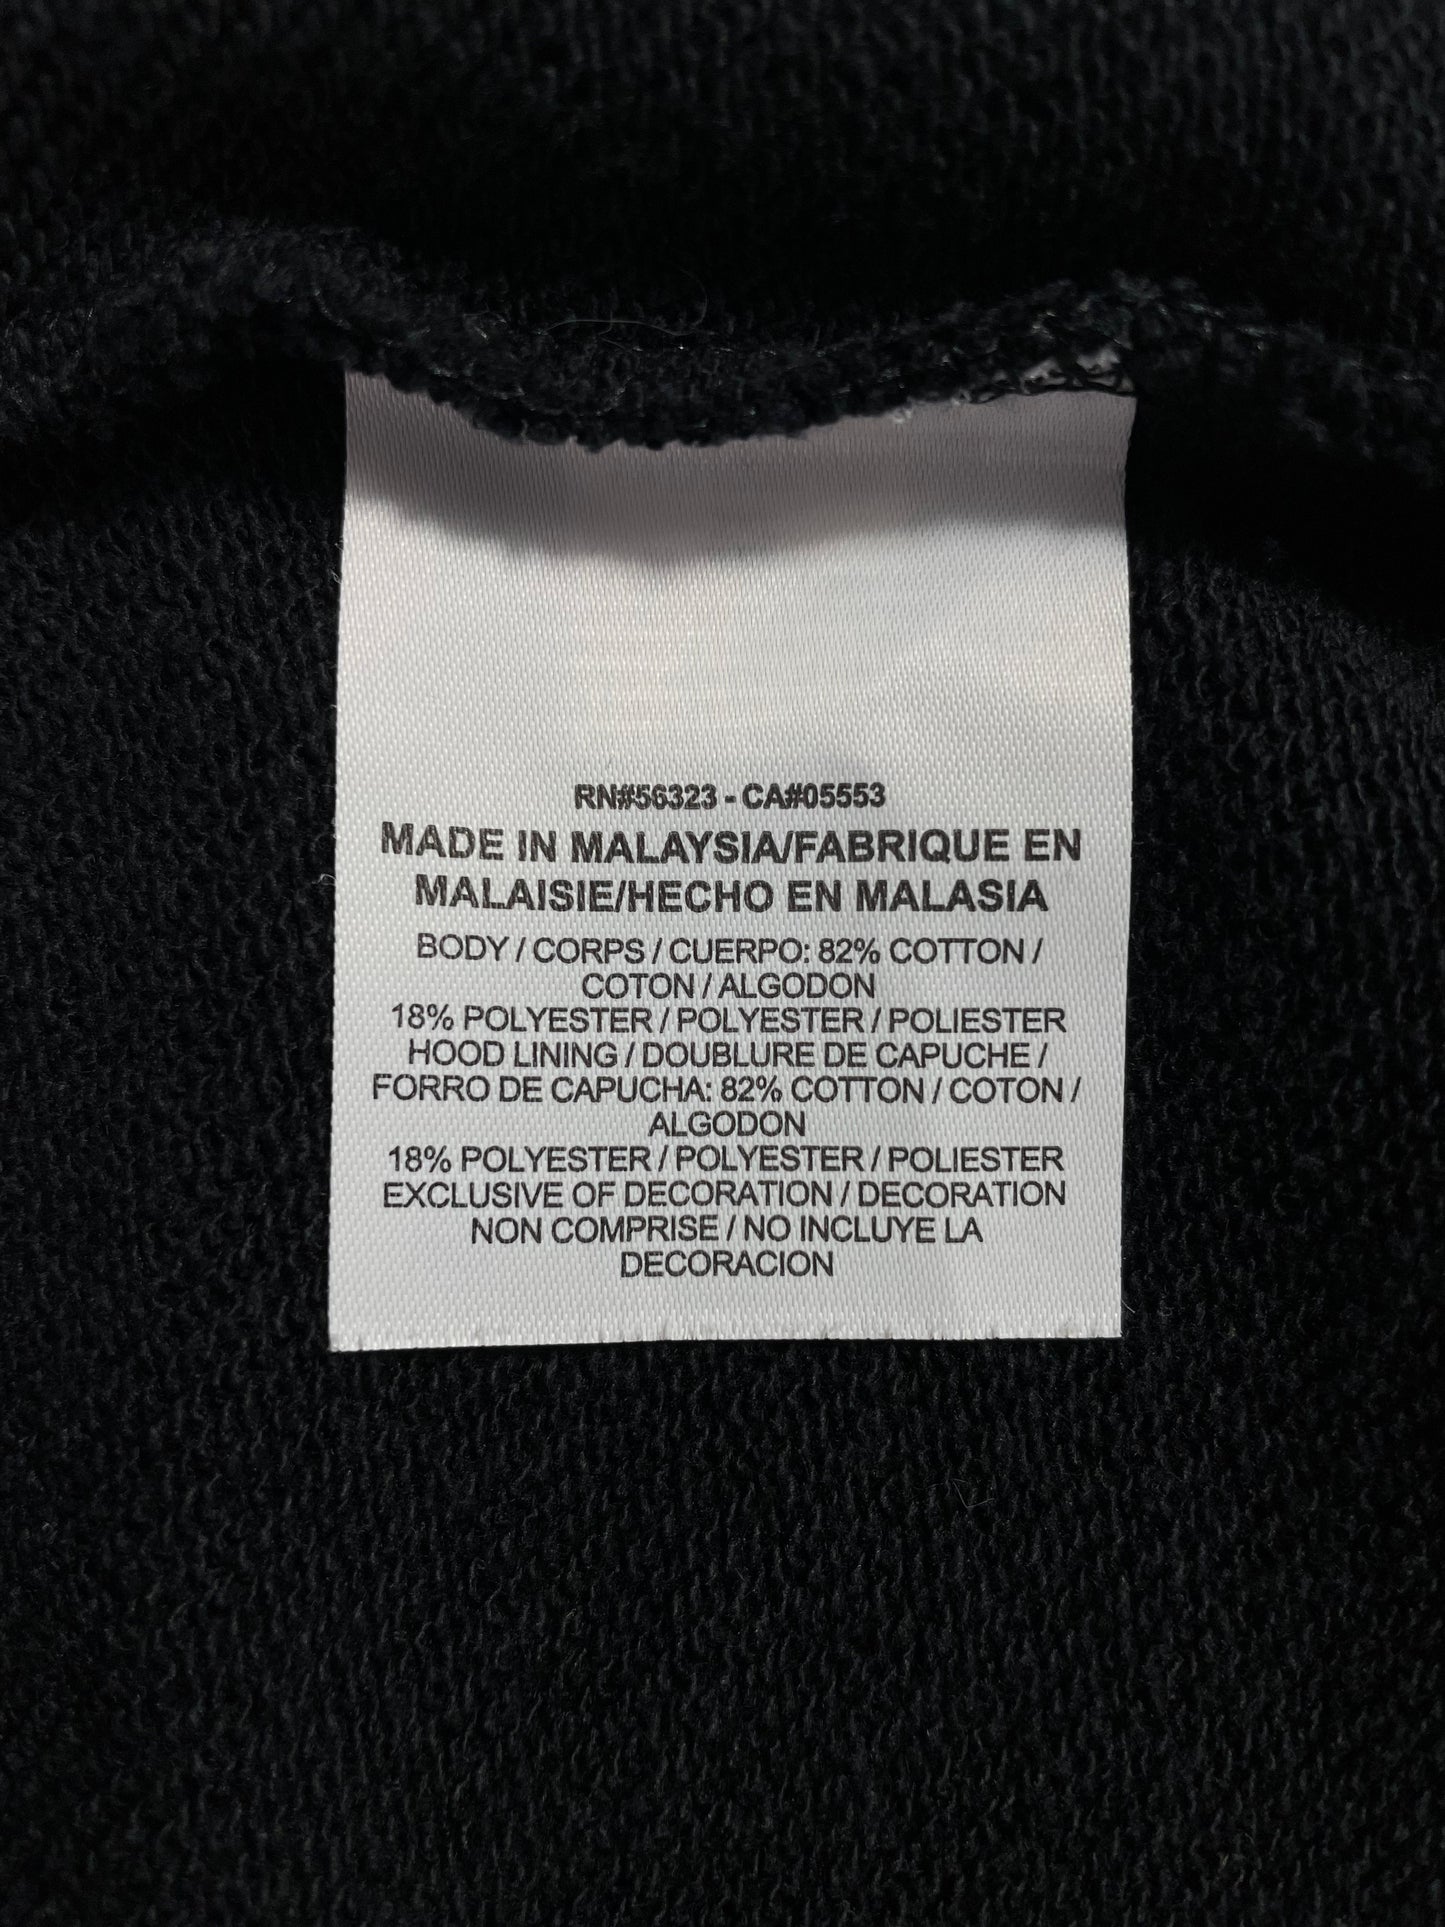 RN#56323 - CA#05553
MADE IN MALAYSIA/FABRIQUE EN
MALAISIE/HECHO EN MALASIA
BODY / CORPS / CUERPO: 82% COTTON /
COTON / ALGODON
18% POLYESTER / POLYESTER / POLIESTER
HOOD LINING / DOUBLURE DE CAPUCHE /
FORRO DE CAPUCHA: 82% COTTON / COTON /
ALGODON
18% POLYESTER / POLYESTER / POLIESTER
EXCLUSIVE OF DECORATION / DECORATION
NON COMPRISE / NO INCLUYE LA
DECORACION